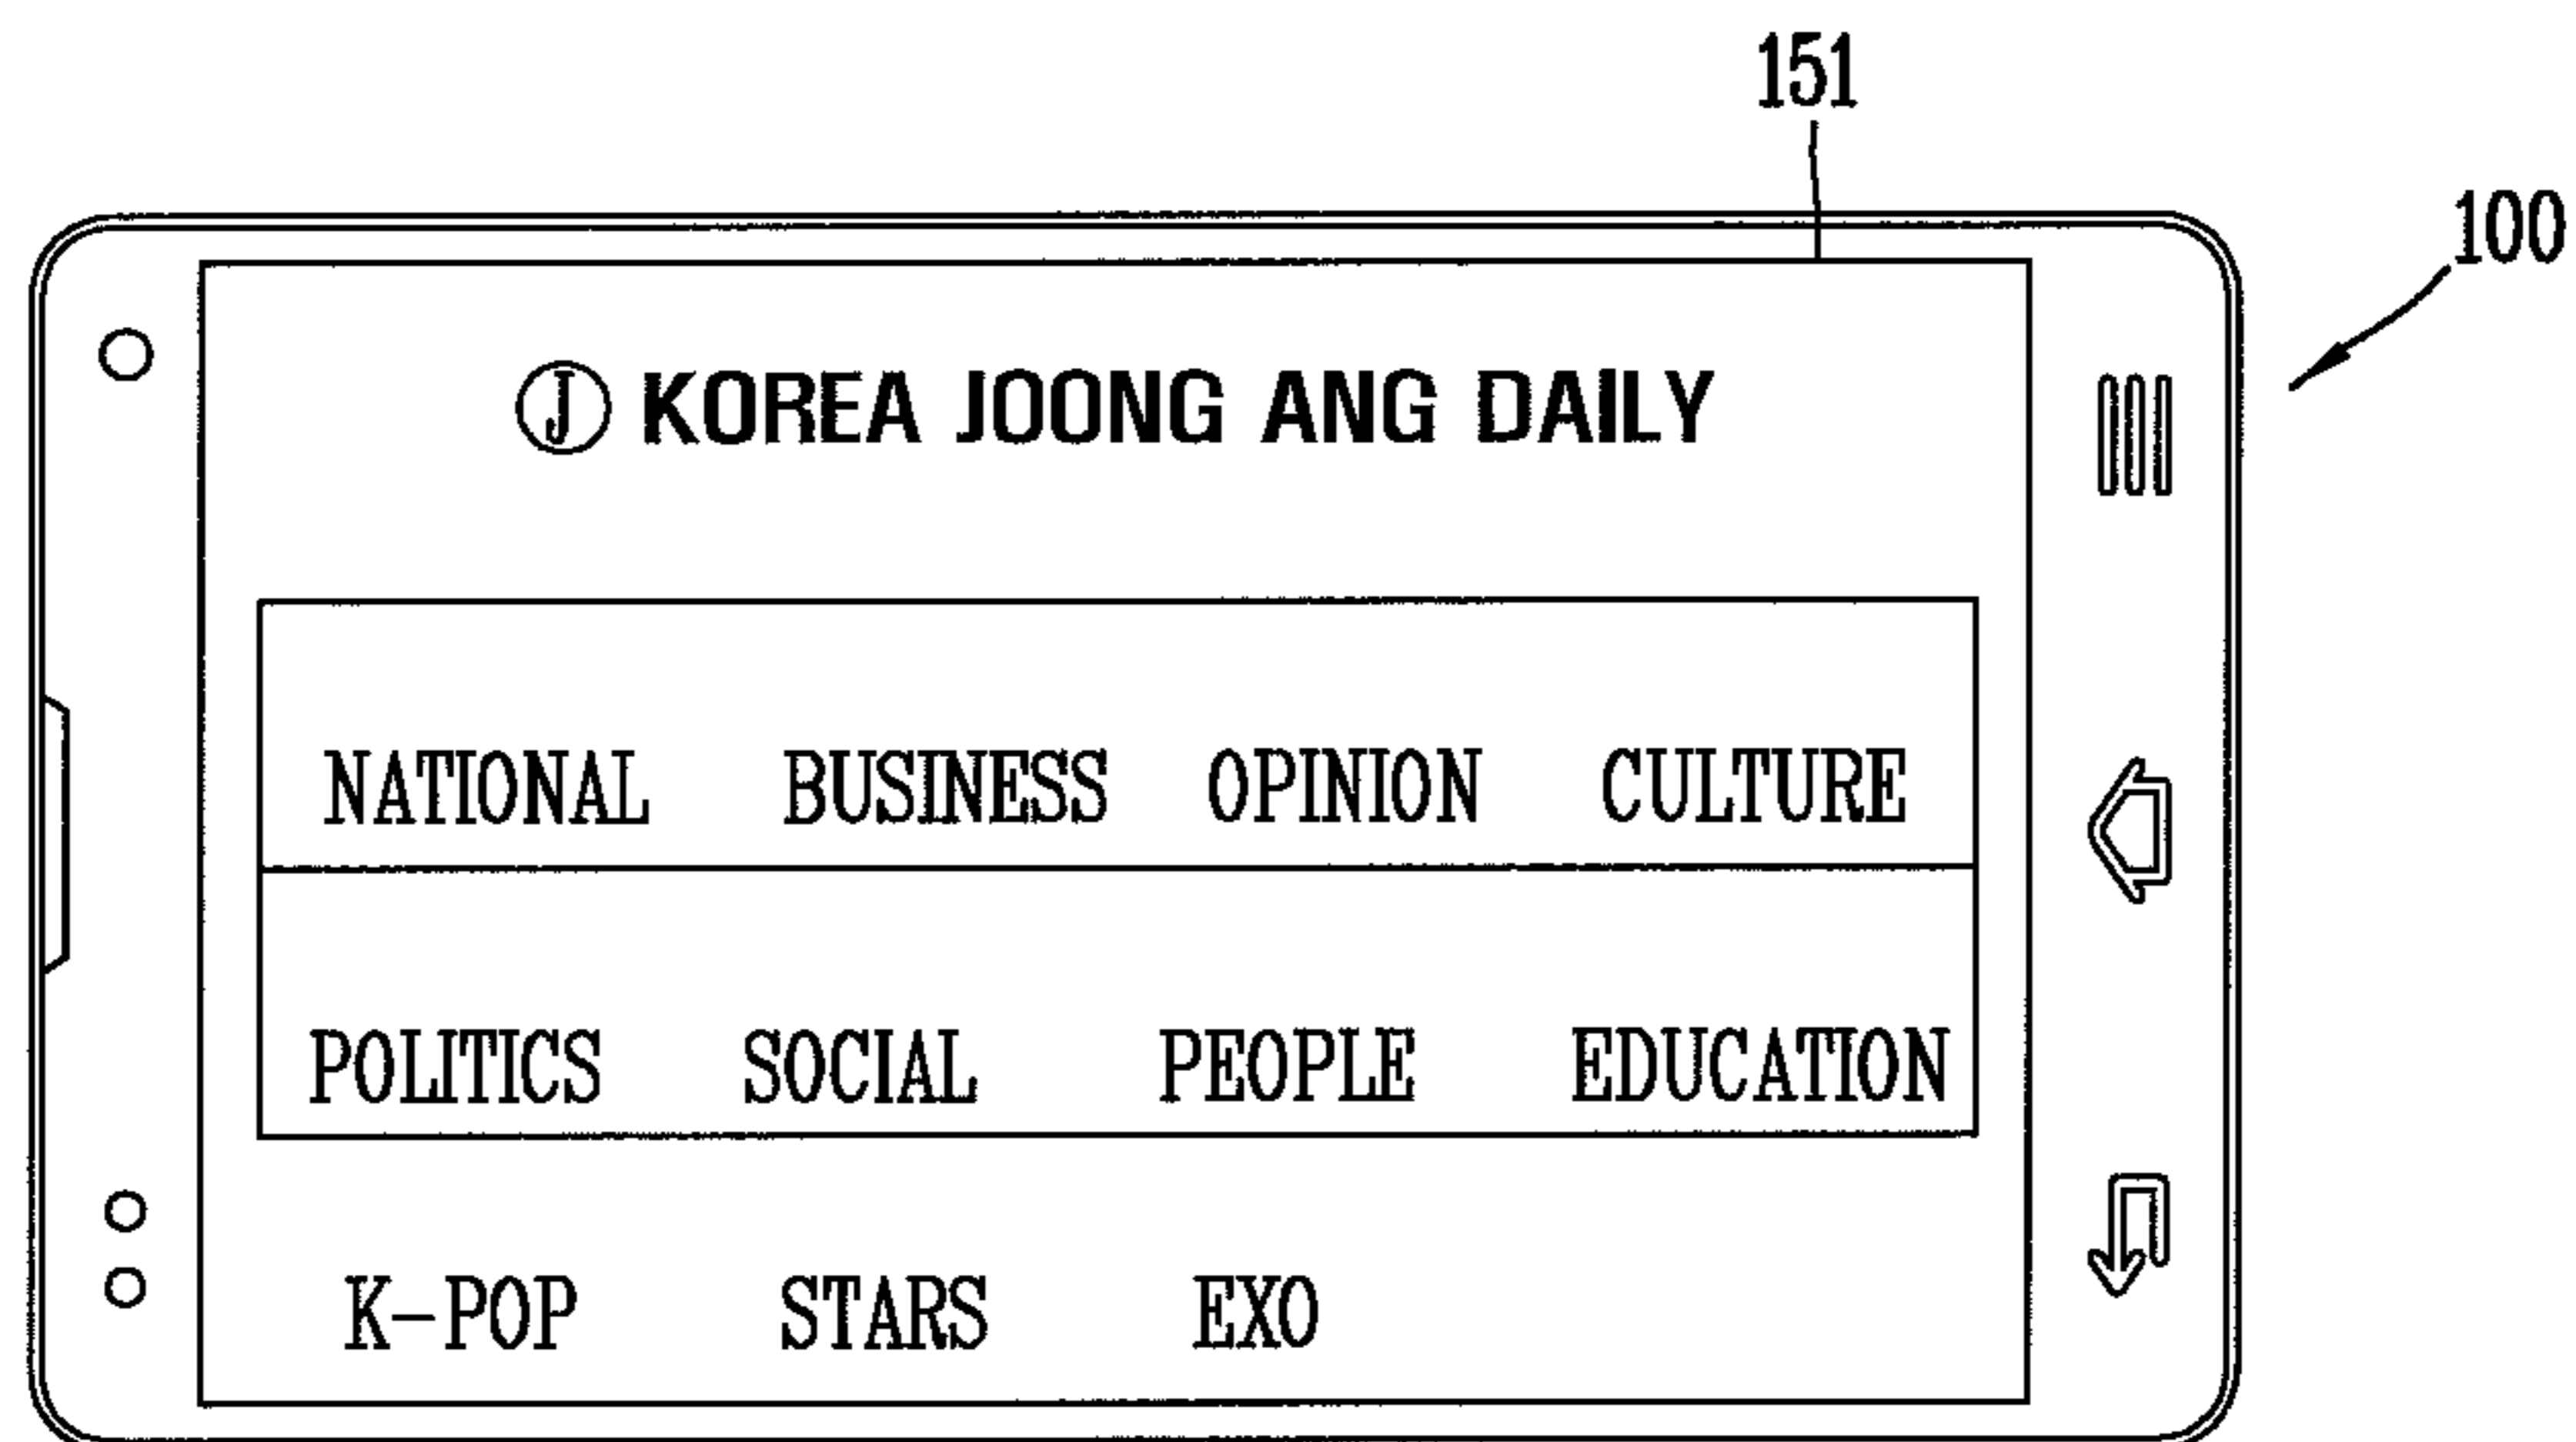 151
100
J KOREA JOONG ANG DAILY
NATIONAL BUSINESS OPINION CULTURE
POLITICS SOCIAL PEOPLE EDUCATION
K-POP STARS EXO